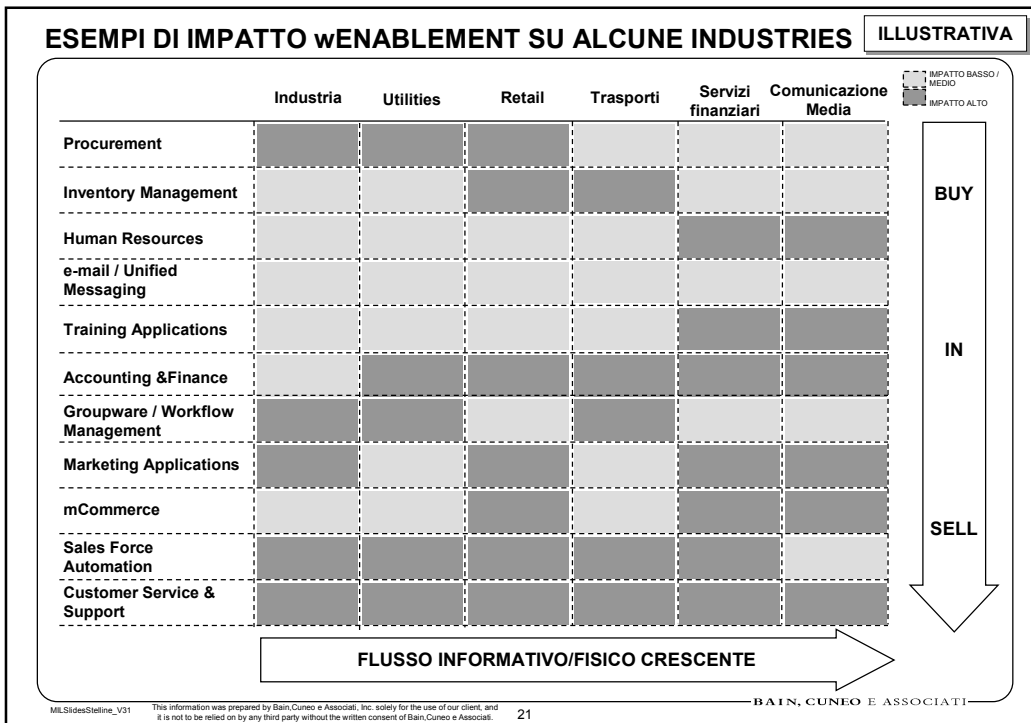 ESEMPI DI IMPATTO wENABLEMENT SU ALCUNE INDUSTRIES
ILLUSTRATIVA
IMPATTO BASSO /
MEDIO
IMPATTO ALTO
Industria
Utilities
Retail
Trasporti
Servizi
finanziari
Comunicazione
Media
Procurement
Inventory Management
Human Resources
e-mail / Unified
Messaging
Training Applications
Accounting &Finance
Groupware / Workflow
Management
Marketing Applications
mCommerce
Sales Force
Automation
Customer Service &
Support
BUY
IN
SELL
FLUSSO INFORMATIVO/FISICO CRESCENTE
BAIN, CUNEO E ASSOCIATI
MILSlidesStelline_V31
This information was prepared by Bain,Cuneo e Associati, Inc. solely for the use of our client, and
it is not to be relied on by any third party without the written consent of Bain,Cuneo e Associati.
21